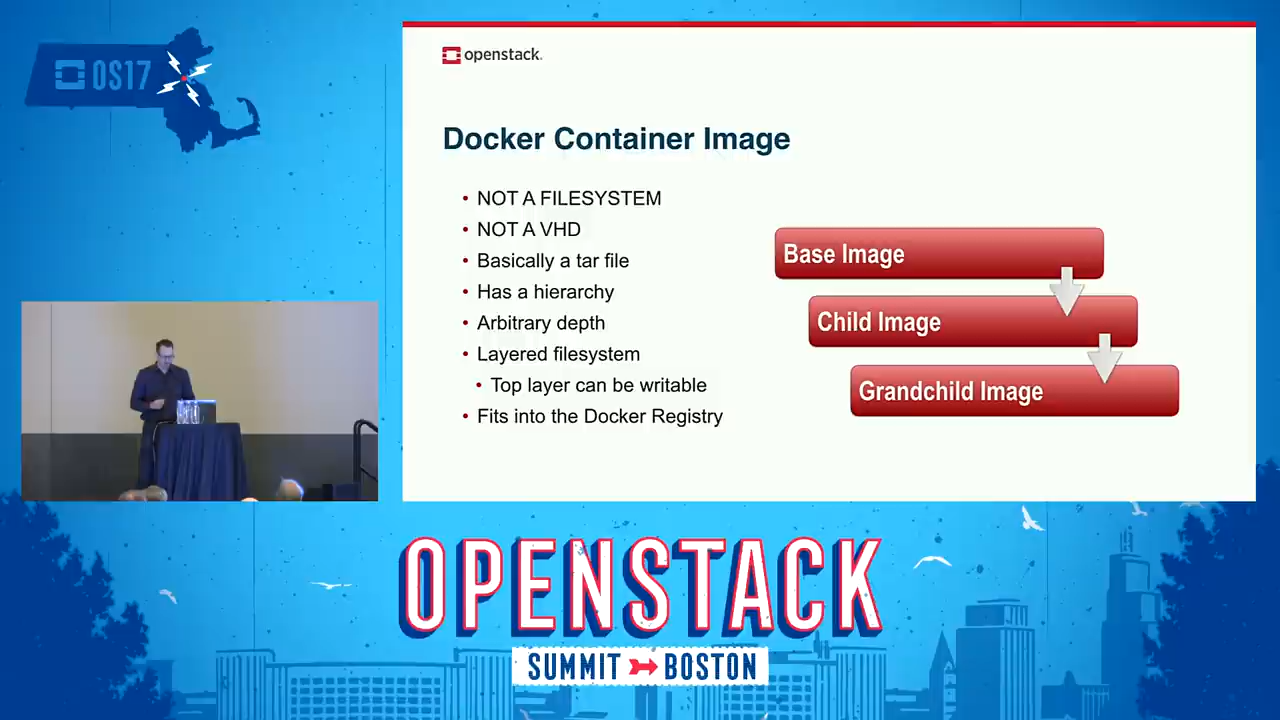 OS17
openstack.
Docker Container Image
• NOT A FILESYSTEM
• NOT A VHD
• Basically a tar file
• Has a hierarchy
• Arbitrary depth
• Layered filesystem
• Top layer can be writable
• Fits into the Docker Registry
Base Image
Child Image
Grandchild Image
OPENSTACK
SUMMIT BOSTON